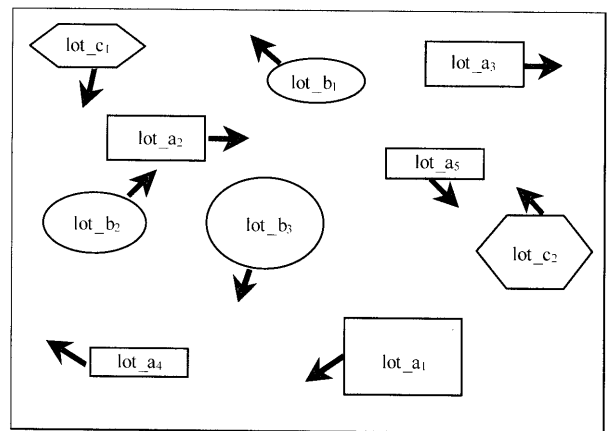 lot_c₁
lot_b₁
lot_a₃
lot_a₂
lot_a₅
lot_b₂
lot_b₃
lot_c₂
lot_a₄
lot_a₁